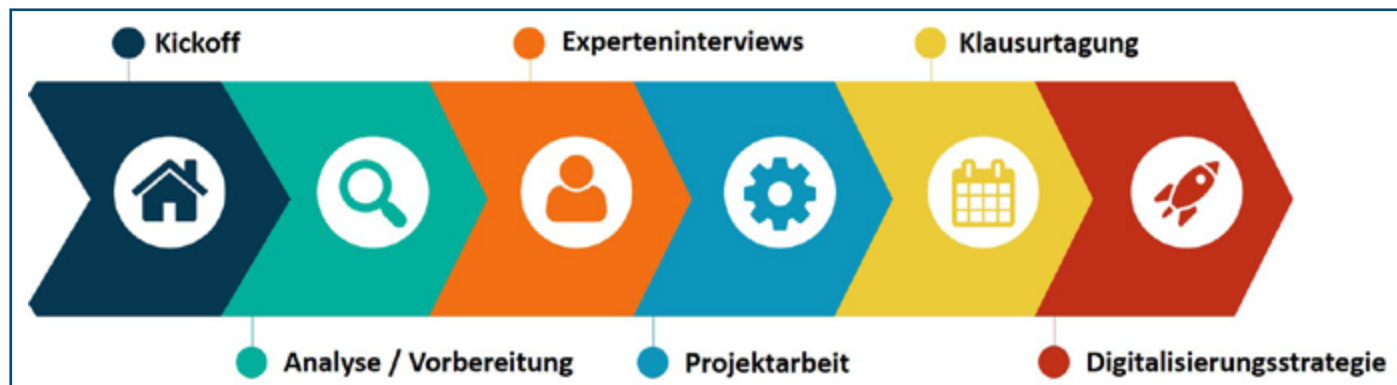 Kickoff
Experteninterviews
Klausurtagung
Analyse / Vorbereitung
Projektarbeit
Digitalisierungsstrategie